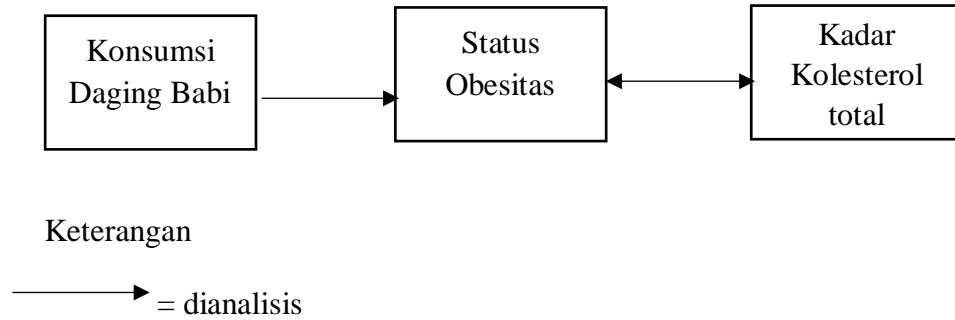 Konsumsi
Daging Babi
Status
Obesitas
Kadar
Kolesterol
total
Keterangan
= dianalisis